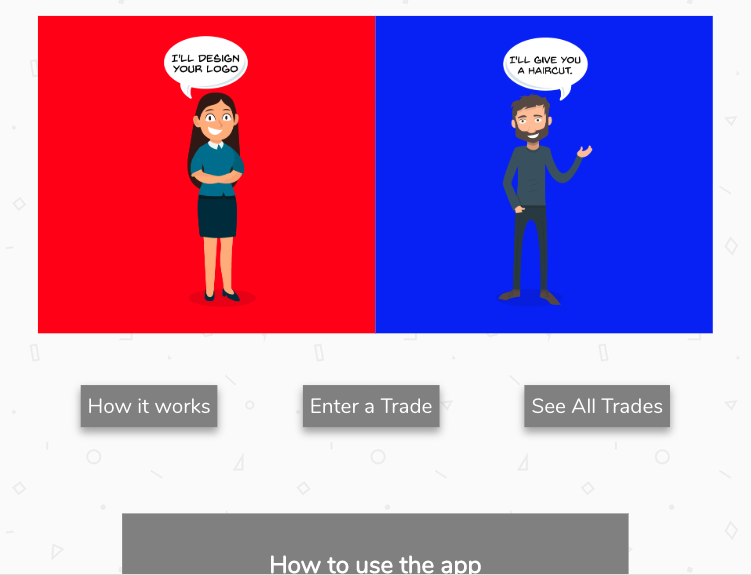 I'LL DESIGN
YOUR LOGO
I'LL GIVE YOU
A HAIRCUT.
How it works
Enter a Trade
See All Trades
How to use the app